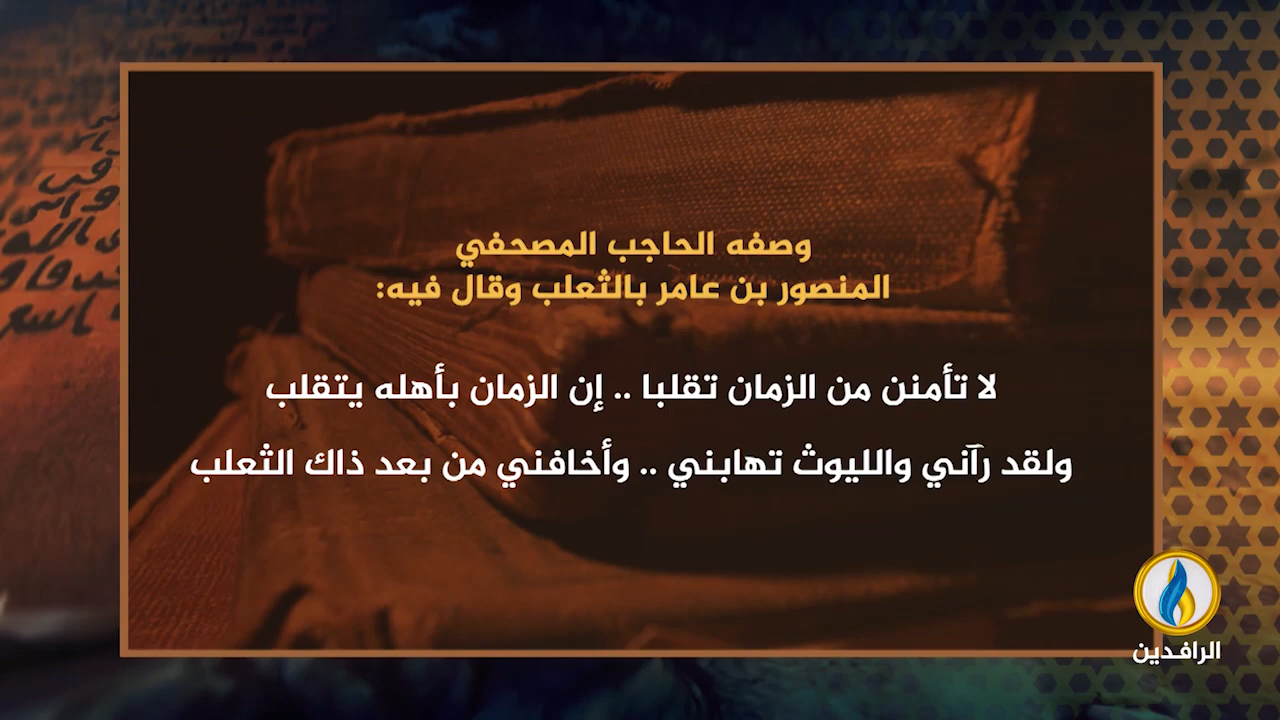 وصفه الحاجب المصحفي
المنصور بن عامر بالثعلب وقال فيه:
لا تأمنن من الزمان تقلبا .. إن الزمان بأهله يتقلب
ولقد رآني والليوث تهابني .. وأخافني من بعد ذاك الثعلب
الرافدين